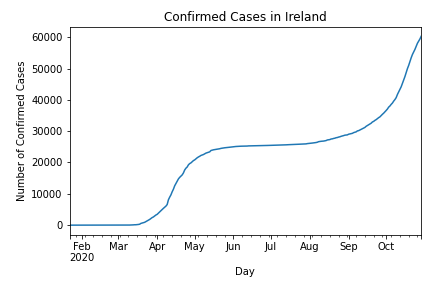 Confirmed Cases in Ireland
Number of Confirmed Cases
60000
50000
40000
30000
20000
10000
0
Feb Mar Apr May Jun Jul Aug Sep Oct
2020
Day